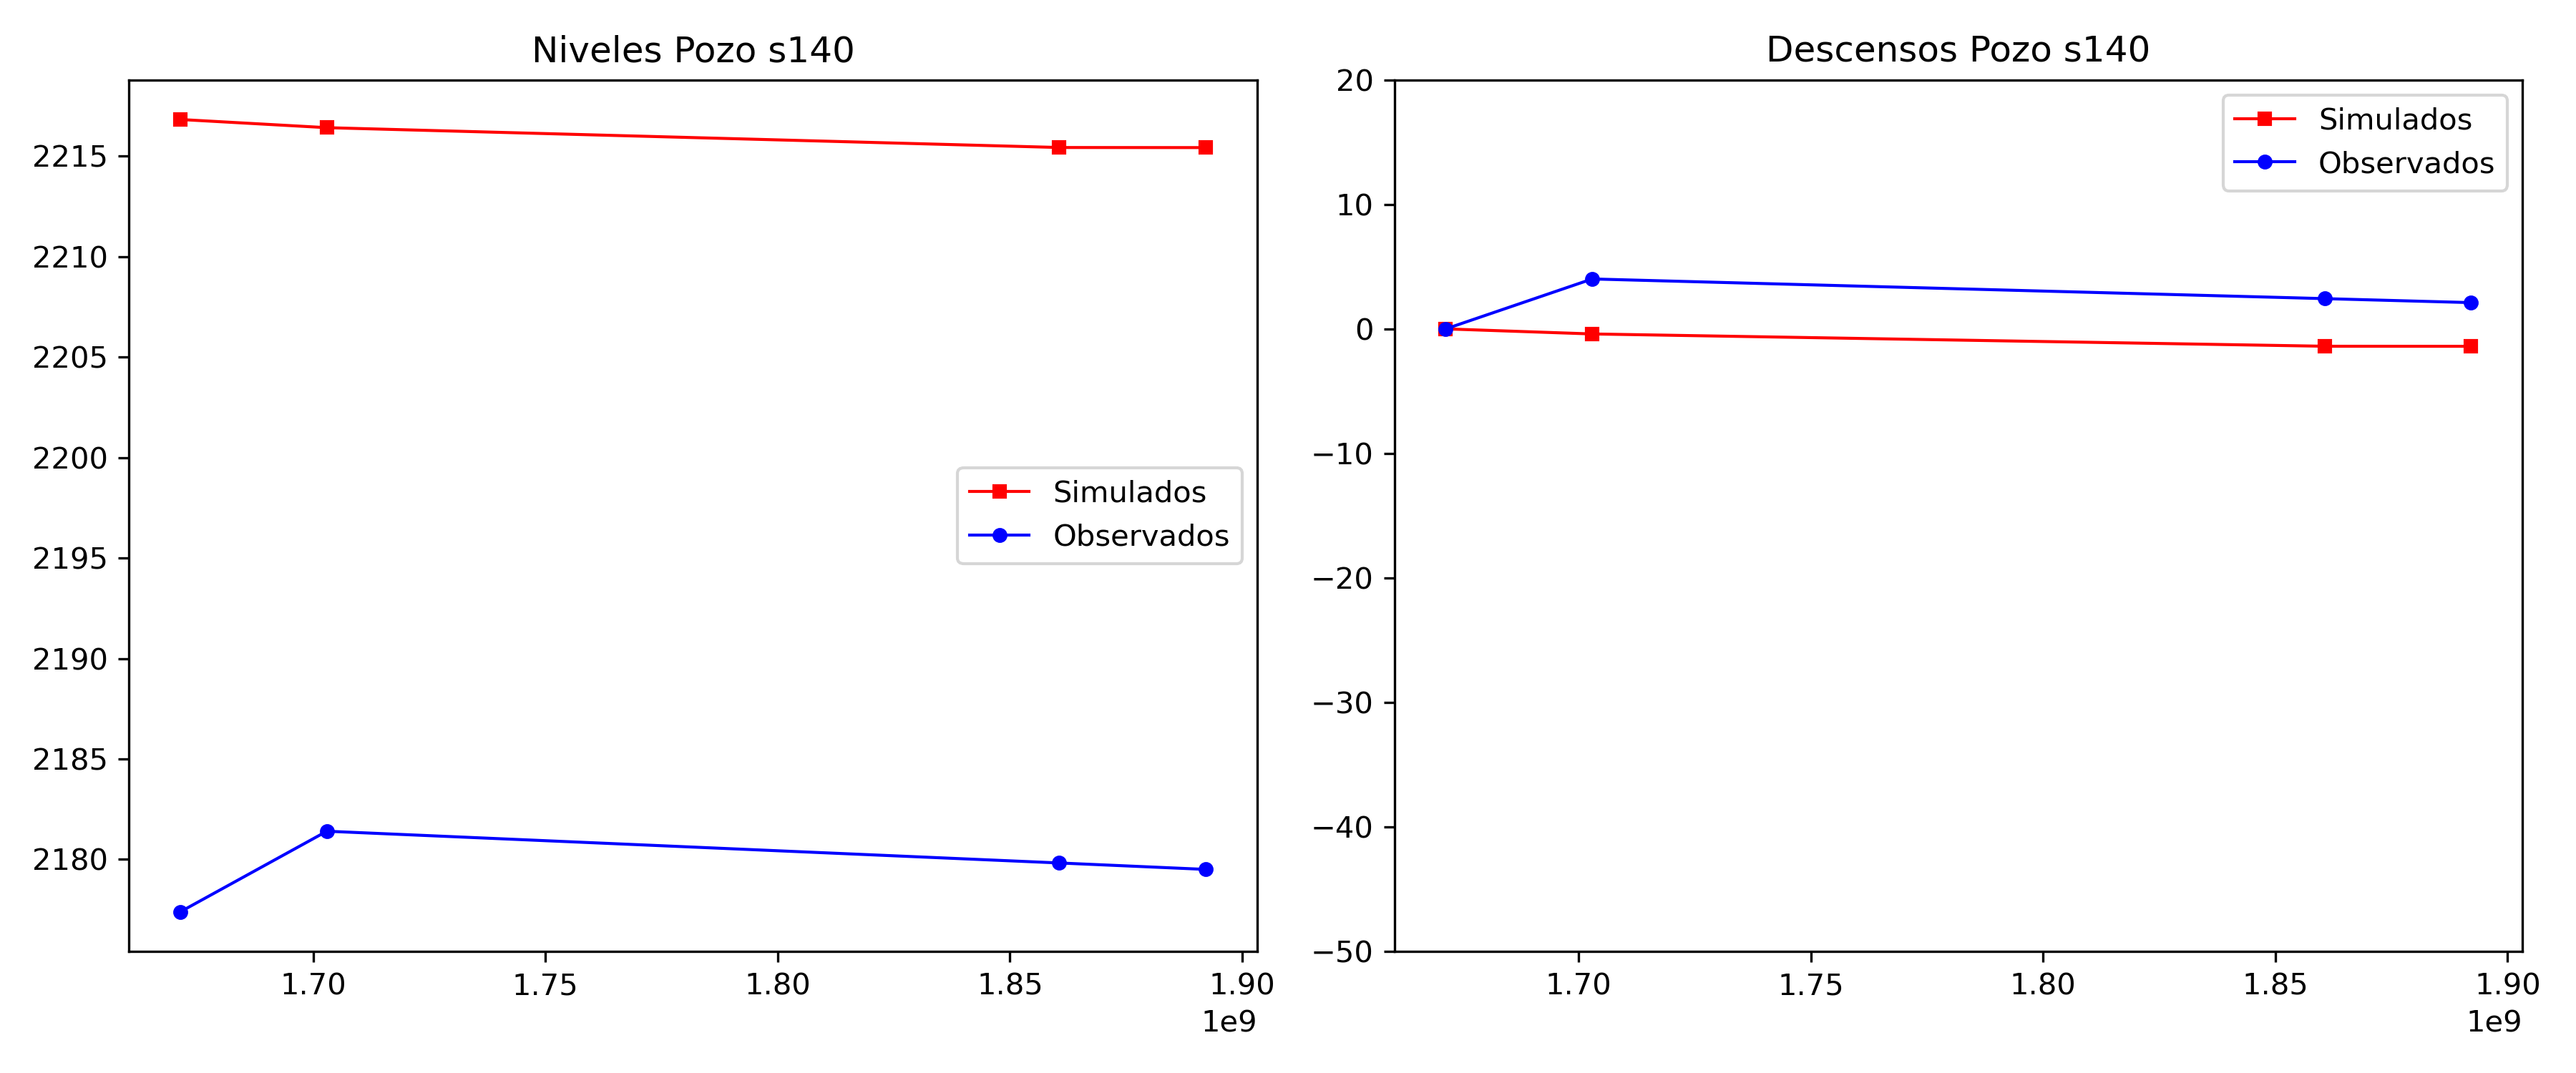 Niveles Pozo s140
2215
2210
2205
2200
2195
2190
2185
2180
Simulados
Observados
1.70 1.75 1.80 1.85 1.90
1e9
Descensos Pozo s140
20
10
0
−10
−20
−30
−40
−50
Simulados
Observados
1.70 1.75 1.80 1.85 1.90
1e9